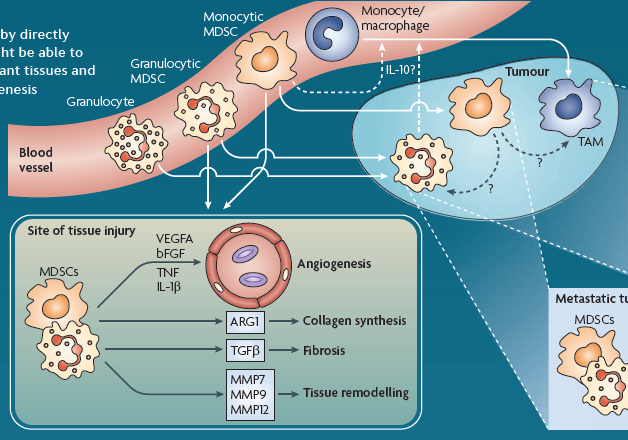 by directly
ght be able to
ant tissues and
enesis
Monocytic
MDSC
Monocyte/
macrophage
Granulocytic
MDSC
Granulocyte
IL-10?
Tumour
Blood
vessel
TAM
?
?
Site of tissue injury
MDSCs
VEGFA
bFGF
TNF
IL-1β
Angiogenesis
ARG1
Collagen synthesis
TGFβ
Fibrosis
MMP7
MMP9
MMP12
Tissue remodelling
Metastatic tu
MDSCs